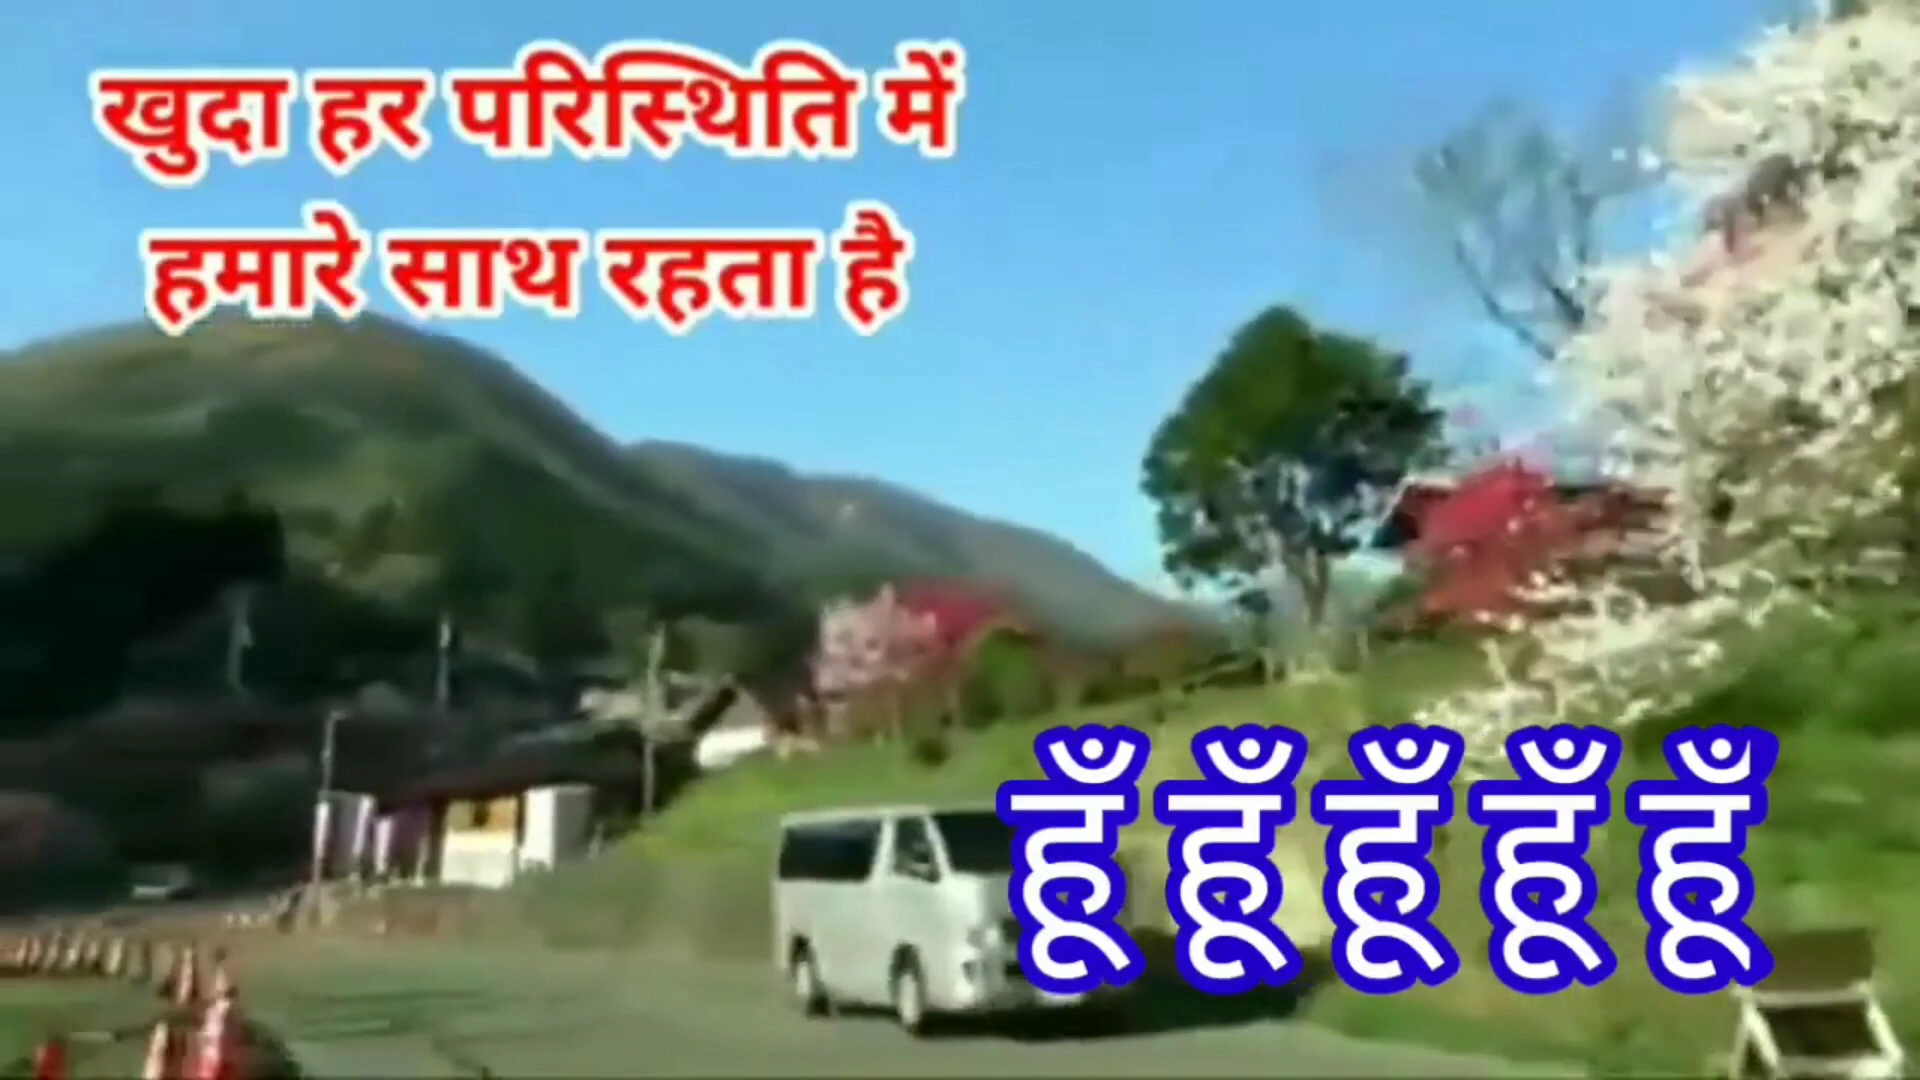 खुदा हर परिस्थिति में
हमारे साथ रहता है
हूँ हूँ हूँ हूँ हूँ